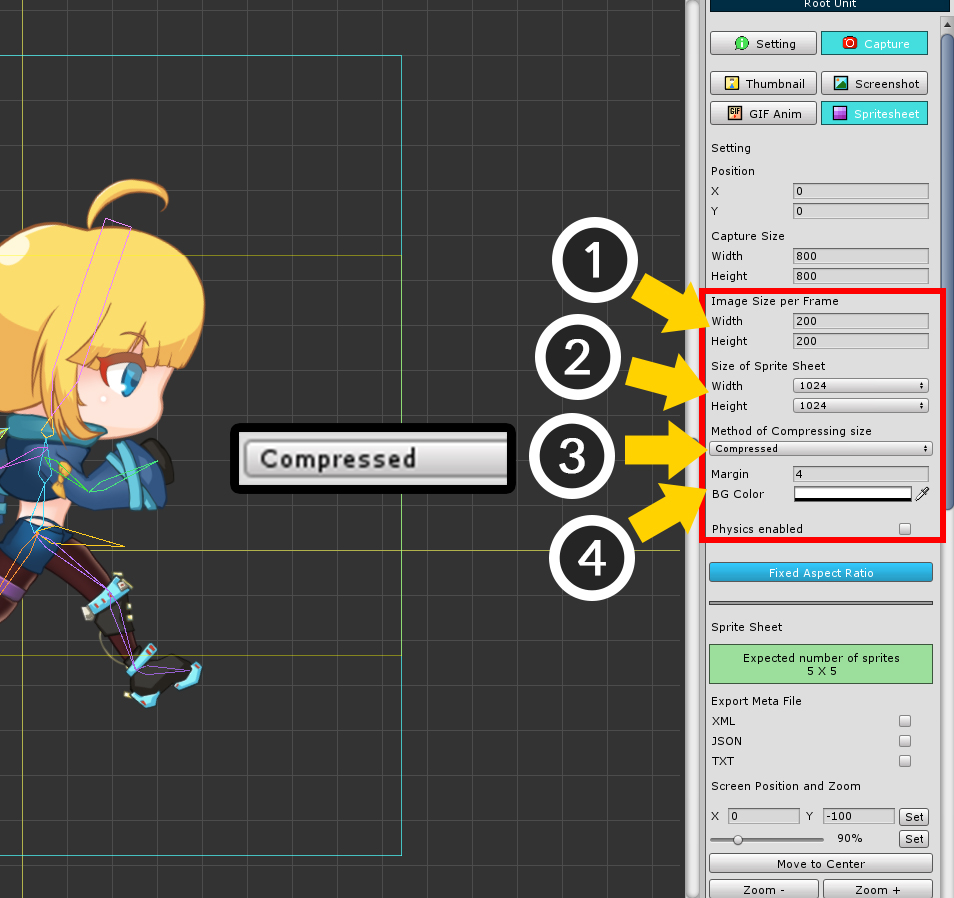 Root Unit
Setting
Capture
Thumbnail
Screenshot
GIF
GIF Anim
Spritesheet
Setting
Position
X 0
Y 0
Capture Size
Width 800
Height 800
Image Size per Frame
Width 200
Height 200
Size of Sprite Sheet
Width 1024
Height 1024
Method of Compressing size
Compressed
Margin 4
BG Color
Physics enabled
Fixed Aspect Ratio
Sprite Sheet
Expected number of sprites
5 X 5
Export Meta File
XML
JSON
TXT
Screen Position and Zoom
X 0 Y -100 Set
90% Set
Move to Center
Zoom - Zoom +
1
2
3
4
Compressed